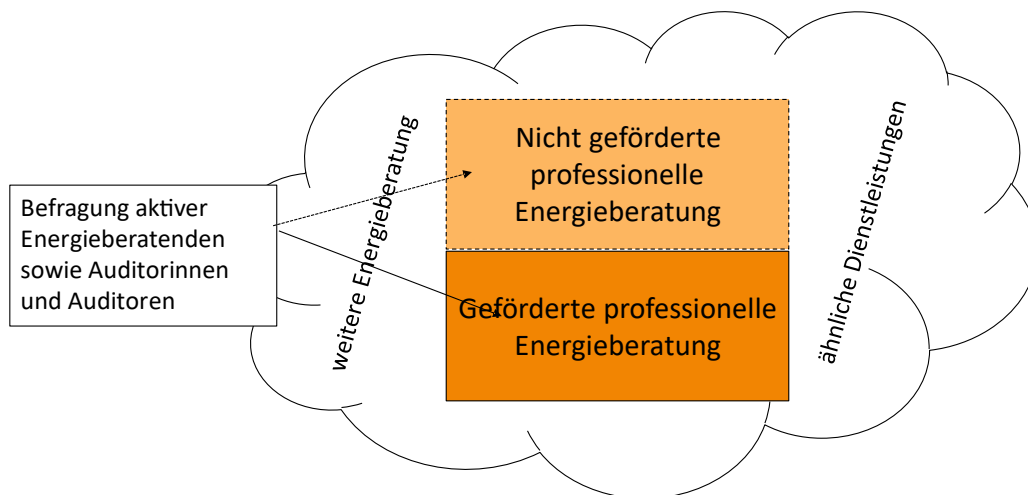 Befragung aktiver
Energieberatenden
sowie Auditorinnen
und Auditoren
weitere Energieberatung
Nicht geförderte
professionelle
Energieberatung
Geförderte professionelle
Energieberatung
ähnliche Dienstleistungen